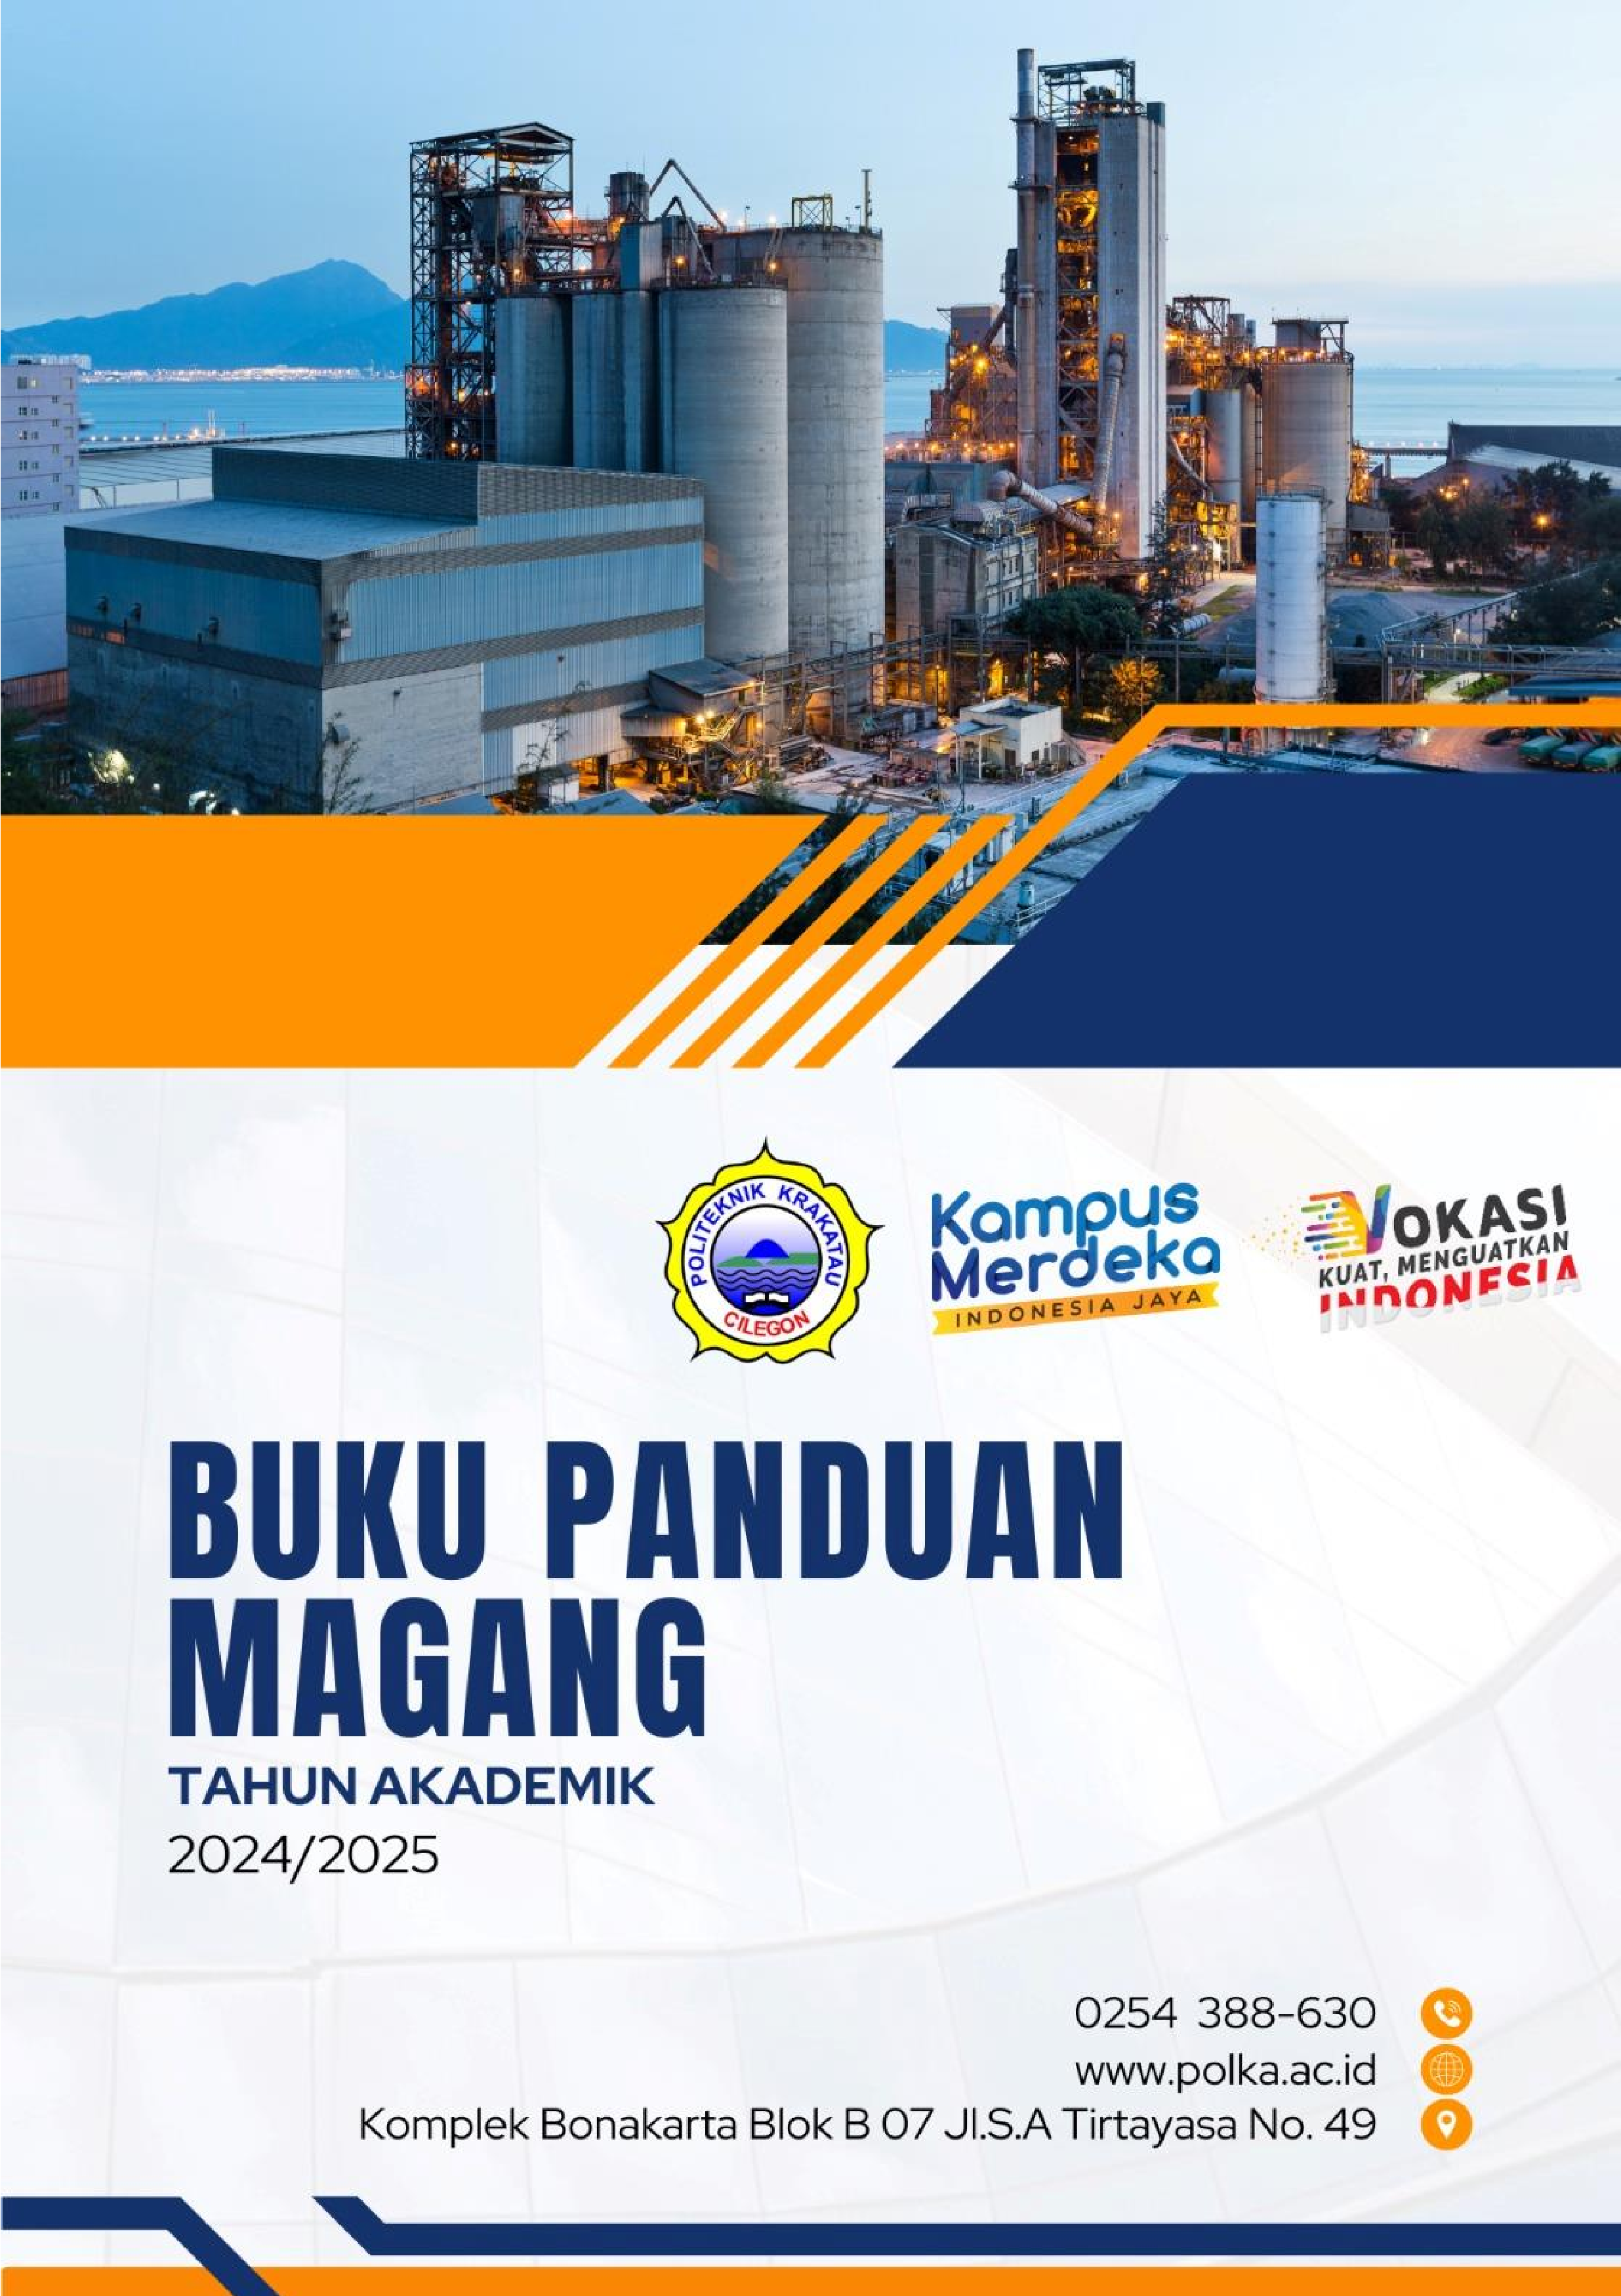 POLITEKNIK KRAKATAU
CILEGON
Kampus
Merdeka
INDONESIA JAYA
VOKASI
KUAT, MENGUATKAN
INDONESIA
BUKU PANDUAN
MAGANG
TAHUN AKADEMIK
2024/2025
0254 388-630
www.polka.ac.id
Komplek Bonakarta Blok B 07 Jl.S.A Tirtayasa No. 49